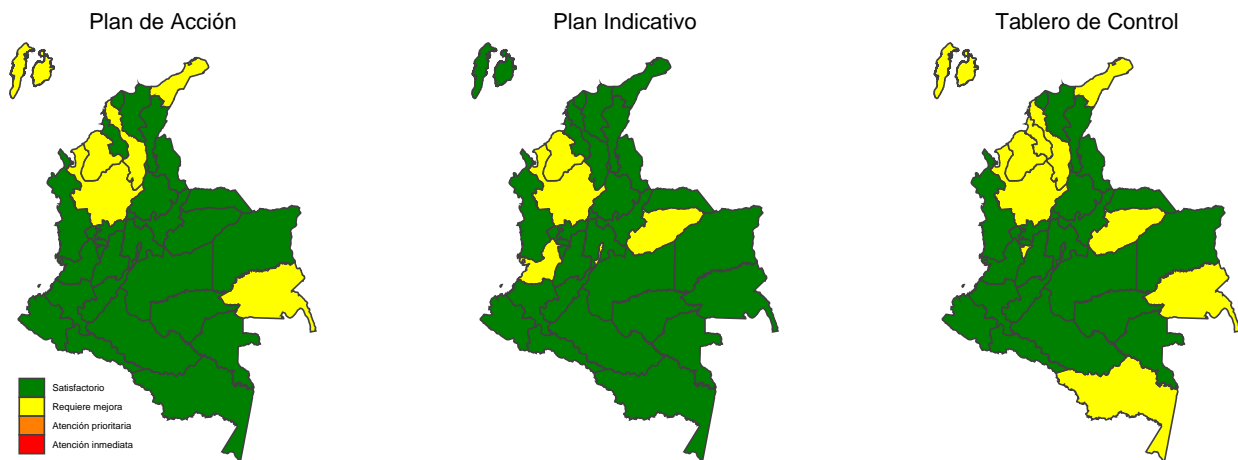 Plan de Acción
Plan Indicativo
Tablero de Control
Satisfactorio
Requiere mejora
Atención prioritaria
Atención inmediata